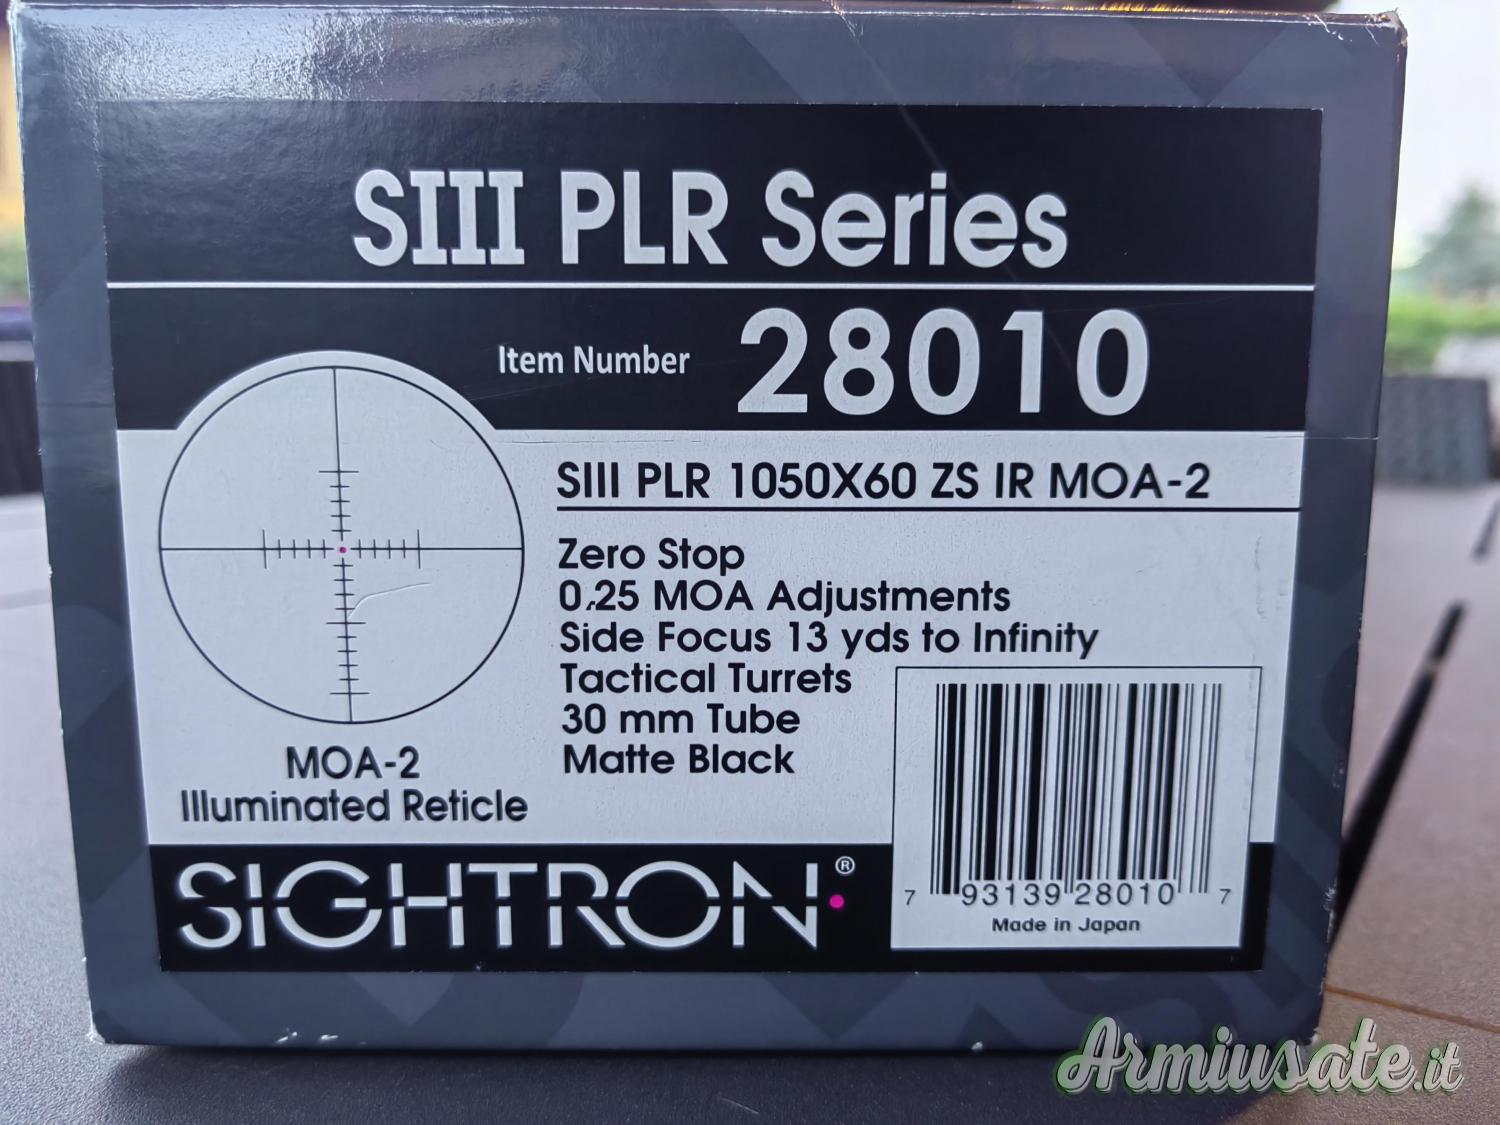 SIII PLR Series
Item Number 28010
SIII PLR 1050X60 ZS IR MOA-2
Zero Stop
0.25 MOA Adjustments
Side Focus 13 yds to Infinity
Tactical Turrets
30 mm Tube
Matte Black
MOA-2
Illuminated Reticle
SIGHTRON®
7 93139 28010 7
Made in Japan
Armiusate.it